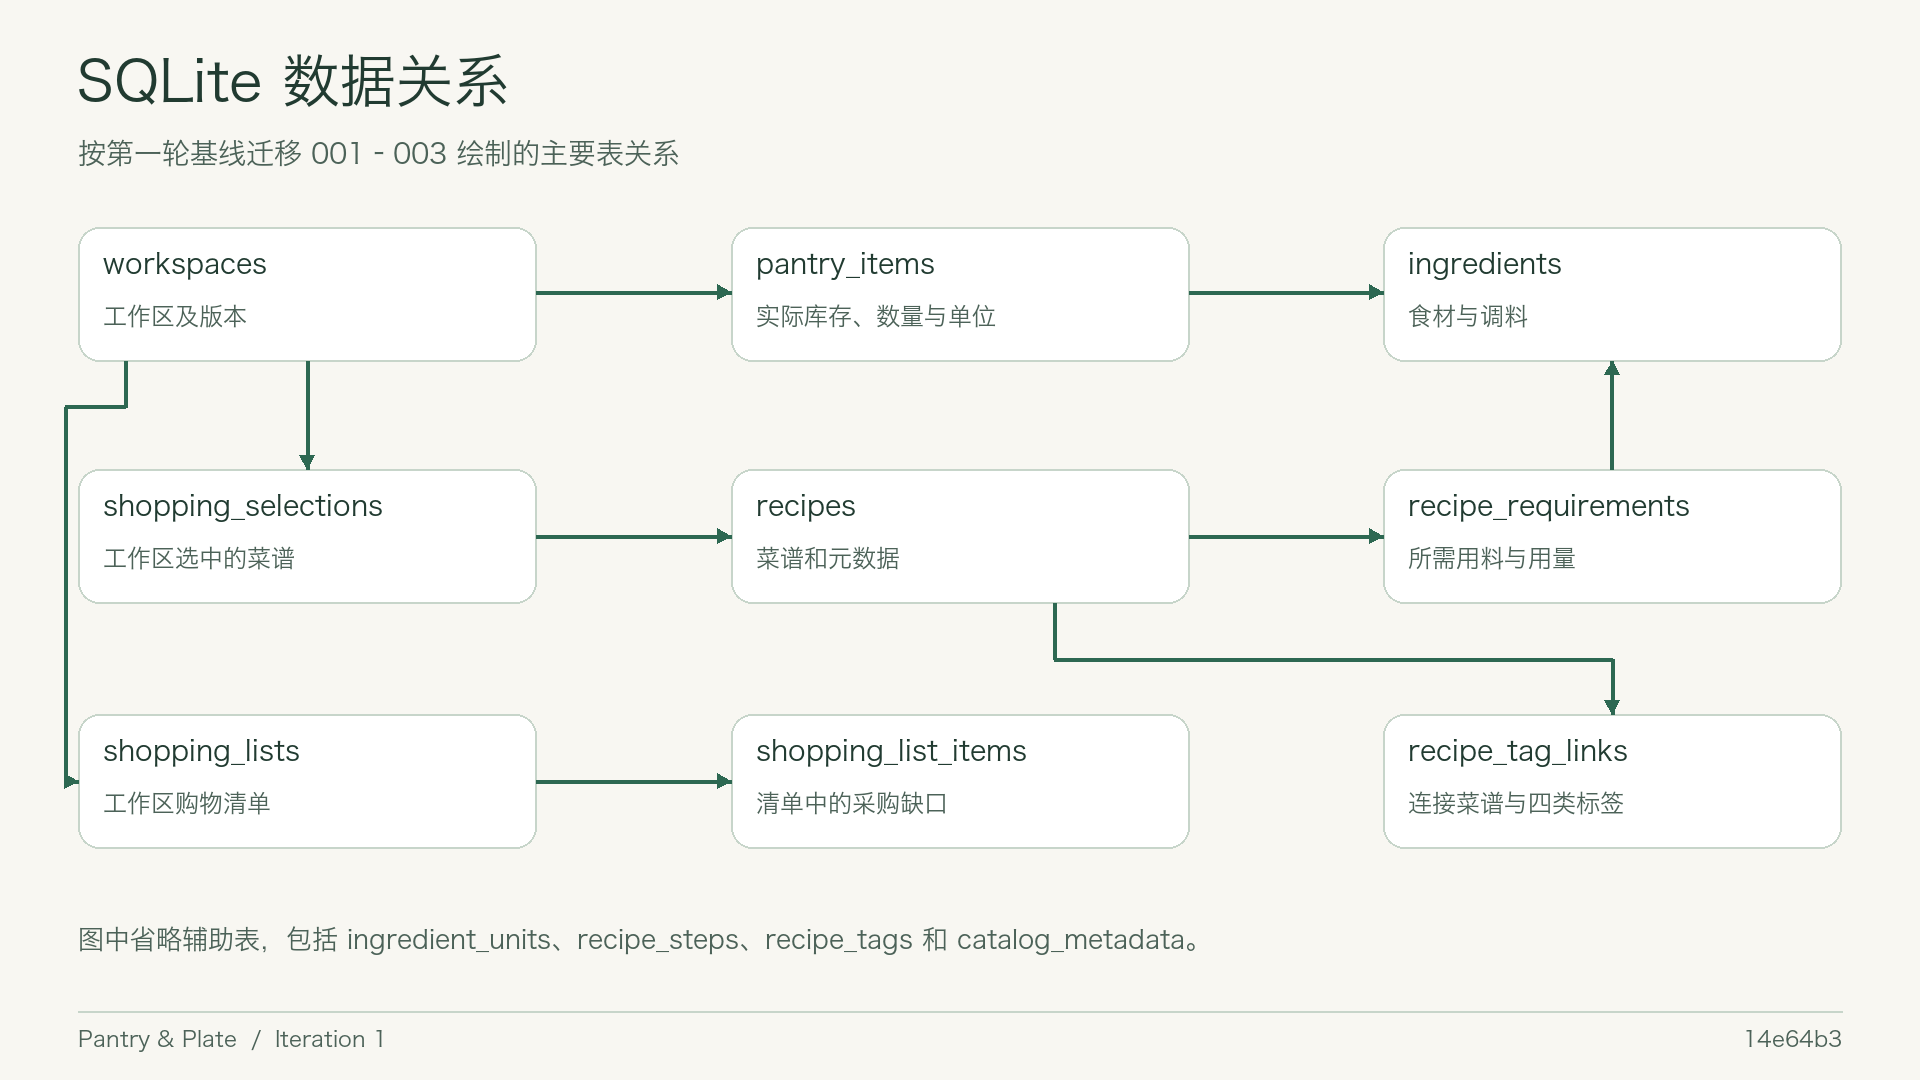 SQLite 数据关系
按第一轮基线迁移 001 - 003 绘制的主要表关系
workspaces
工作区及版本
pantry_items
实际库存、数量与单位
ingredients
食材与调料
shopping_selections
工作区选中的菜谱
recipes
菜谱和元数据
recipe_requirements
所需用料与用量
shopping_lists
工作区购物清单
shopping_list_items
清单中的采购缺口
recipe_tag_links
连接菜谱与四类标签
图中省略辅助表，包括 ingredient_units、recipe_steps、recipe_tags 和 catalog_metadata。
Pantry & Plate / Iteration 1
14e64b3